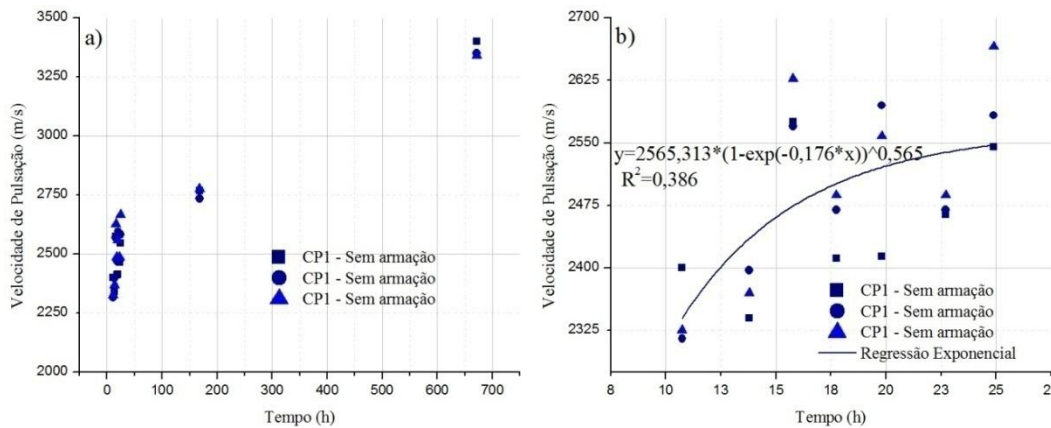 a)
3500
3250
3000
2750
2500
2250
2000
Velocidade de Pulsação (m/s)
CP1 - Sem armação
CP1 - Sem armação
CP1 - Sem armação
0 100 200 300 400 500 600 700
Tempo (h)
b)
2700
2625
2550
2475
2400
2325
Velocidade de Pulsação (m/s)
y=2565,313*(1-exp(-0,176*x))^0,565
R²=0,386
CP1 - Sem armação
CP1 - Sem armação
CP1 - Sem armação
Regressão Exponencial
8 10 13 15 18 20 23 25
Tempo (h)